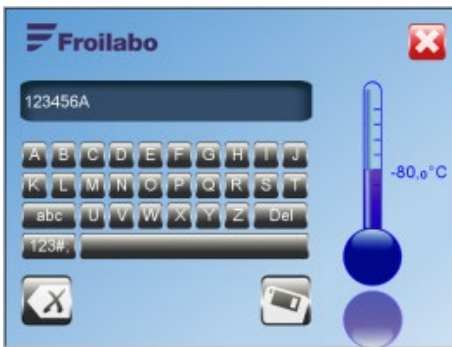 Froilabo
123456A
A B C D E F G H I J
K L M N O P Q R S T
abc U V W X Y Z Del
123#,
-80,0°C